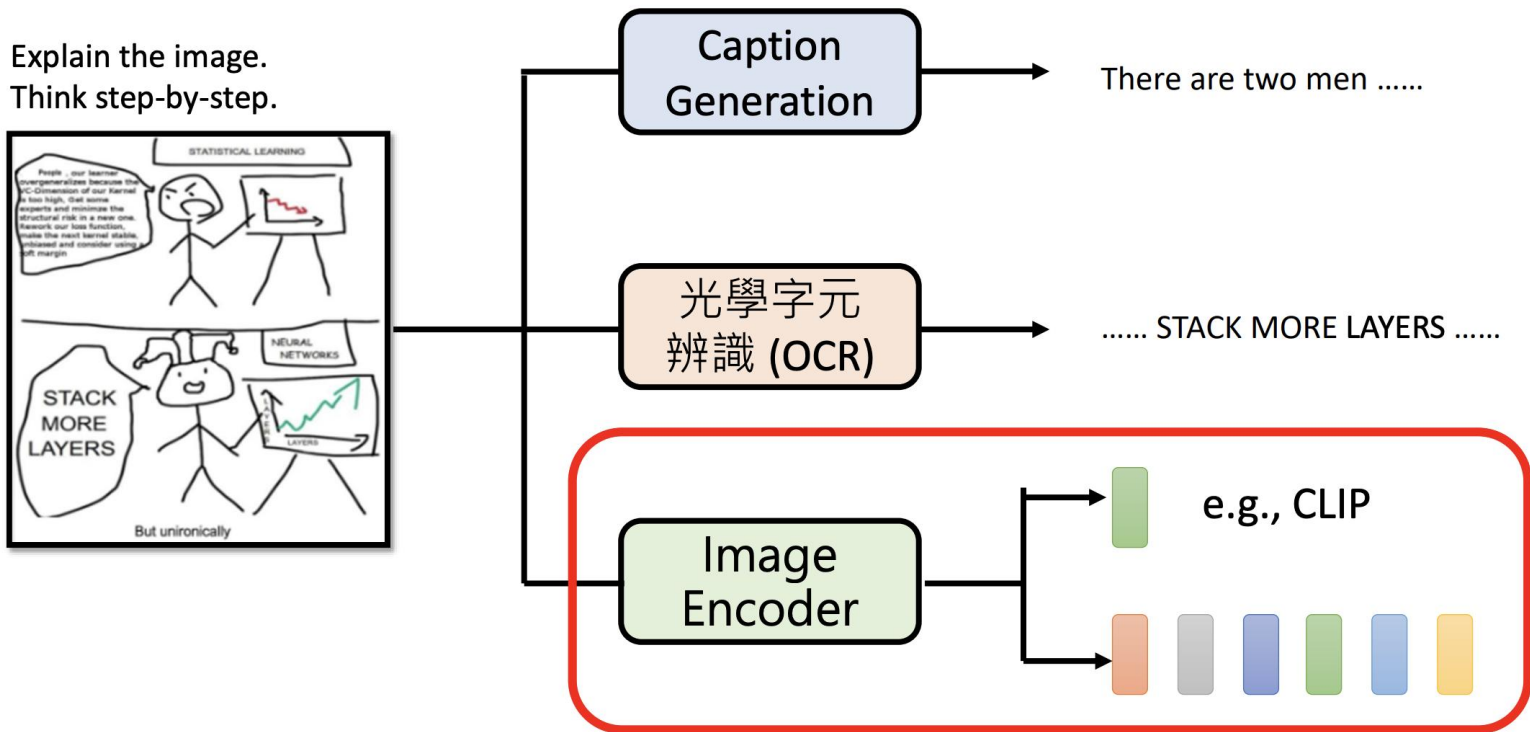 Explain the image.
Think step-by-step.
STATISTICAL LEARNING
People , our learner
overgeneralizes because the
VC-Dimension of our Kernel
is too high, Get some
experts and minimize the
structural risk in a new one.
Rework our loss function,
make the next kernel stable,
unbiased and consider using a
soft margin
NEURAL
NETWORKS
STACK
MORE
LAYERS
LAYERS
LAYERS
But unironically
Caption
Generation
There are two men ……
光學字元
辨識 (OCR)
…… STACK MORE LAYERS ……
Image
Encoder
e.g., CLIP